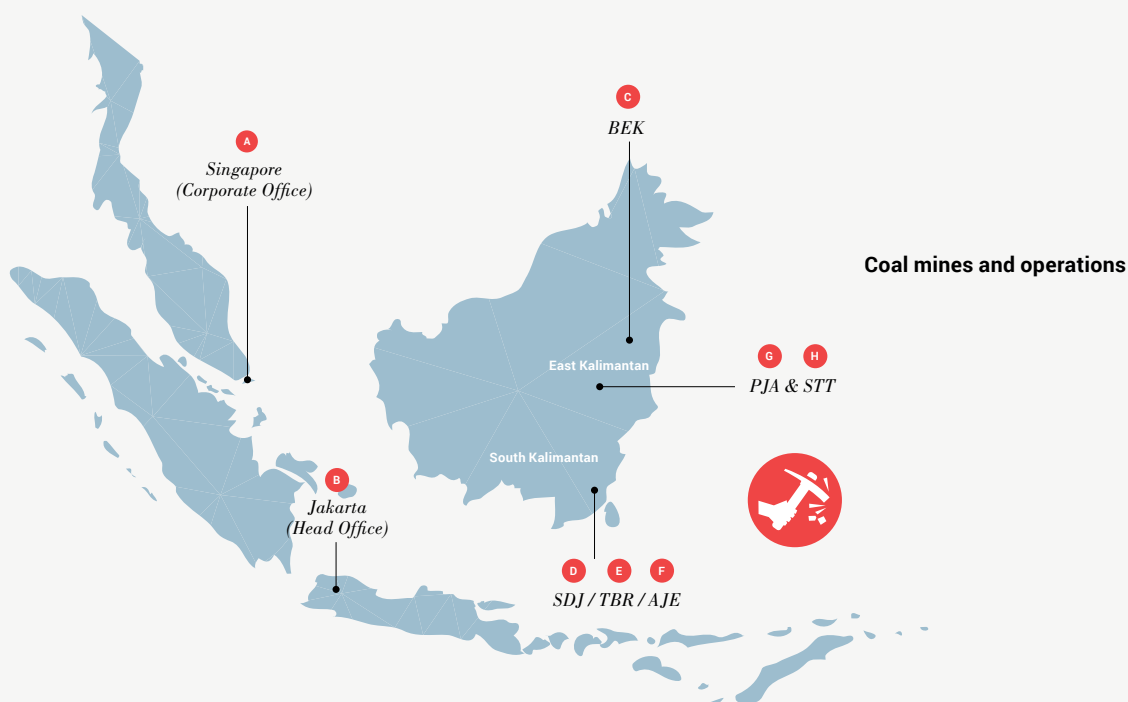 A
Singapore
(Corporate Office)
C
BEK
Coal mines and operations
East Kalimantan
G H
PJA & STT
South Kalimantan
B
Jakarta
(Head Office)
D E F
SDJ / TBR / AJE